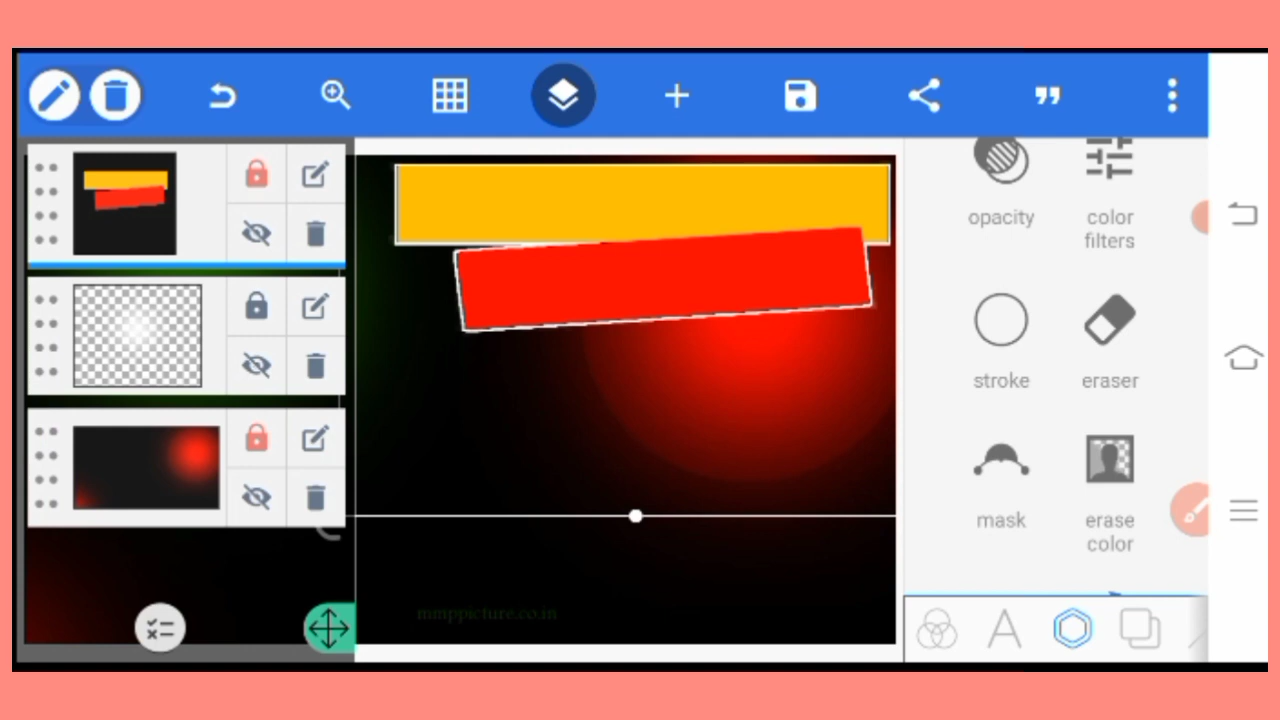 opacity
color
filters
stroke
eraser
mask
erase
color
mmppicture.co.in